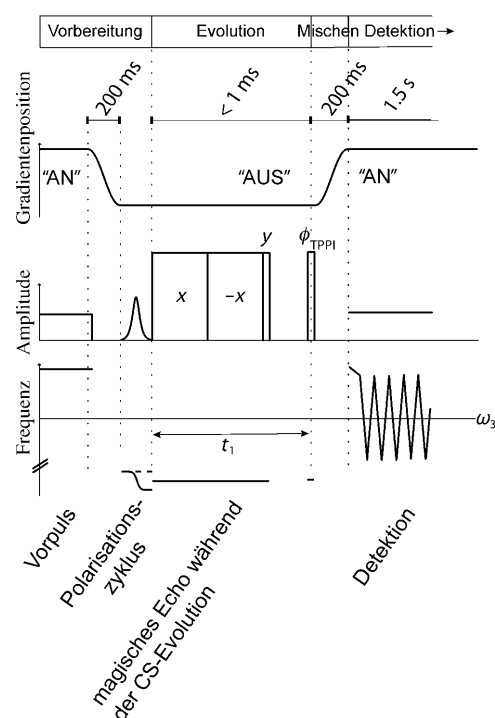 Vorbereitung Evolution Mischen Detektion
200 ms < 1 ms 200 ms 1.5 s
Gradientenposition
"AN" "AUS" "AN"
Amplitude
x –x y ϕTPPI
Frequenz
ω3
t1
Vorpuls
Polarisations-
zyklus
magisches Echo während
der CS-Evolution
Detektion